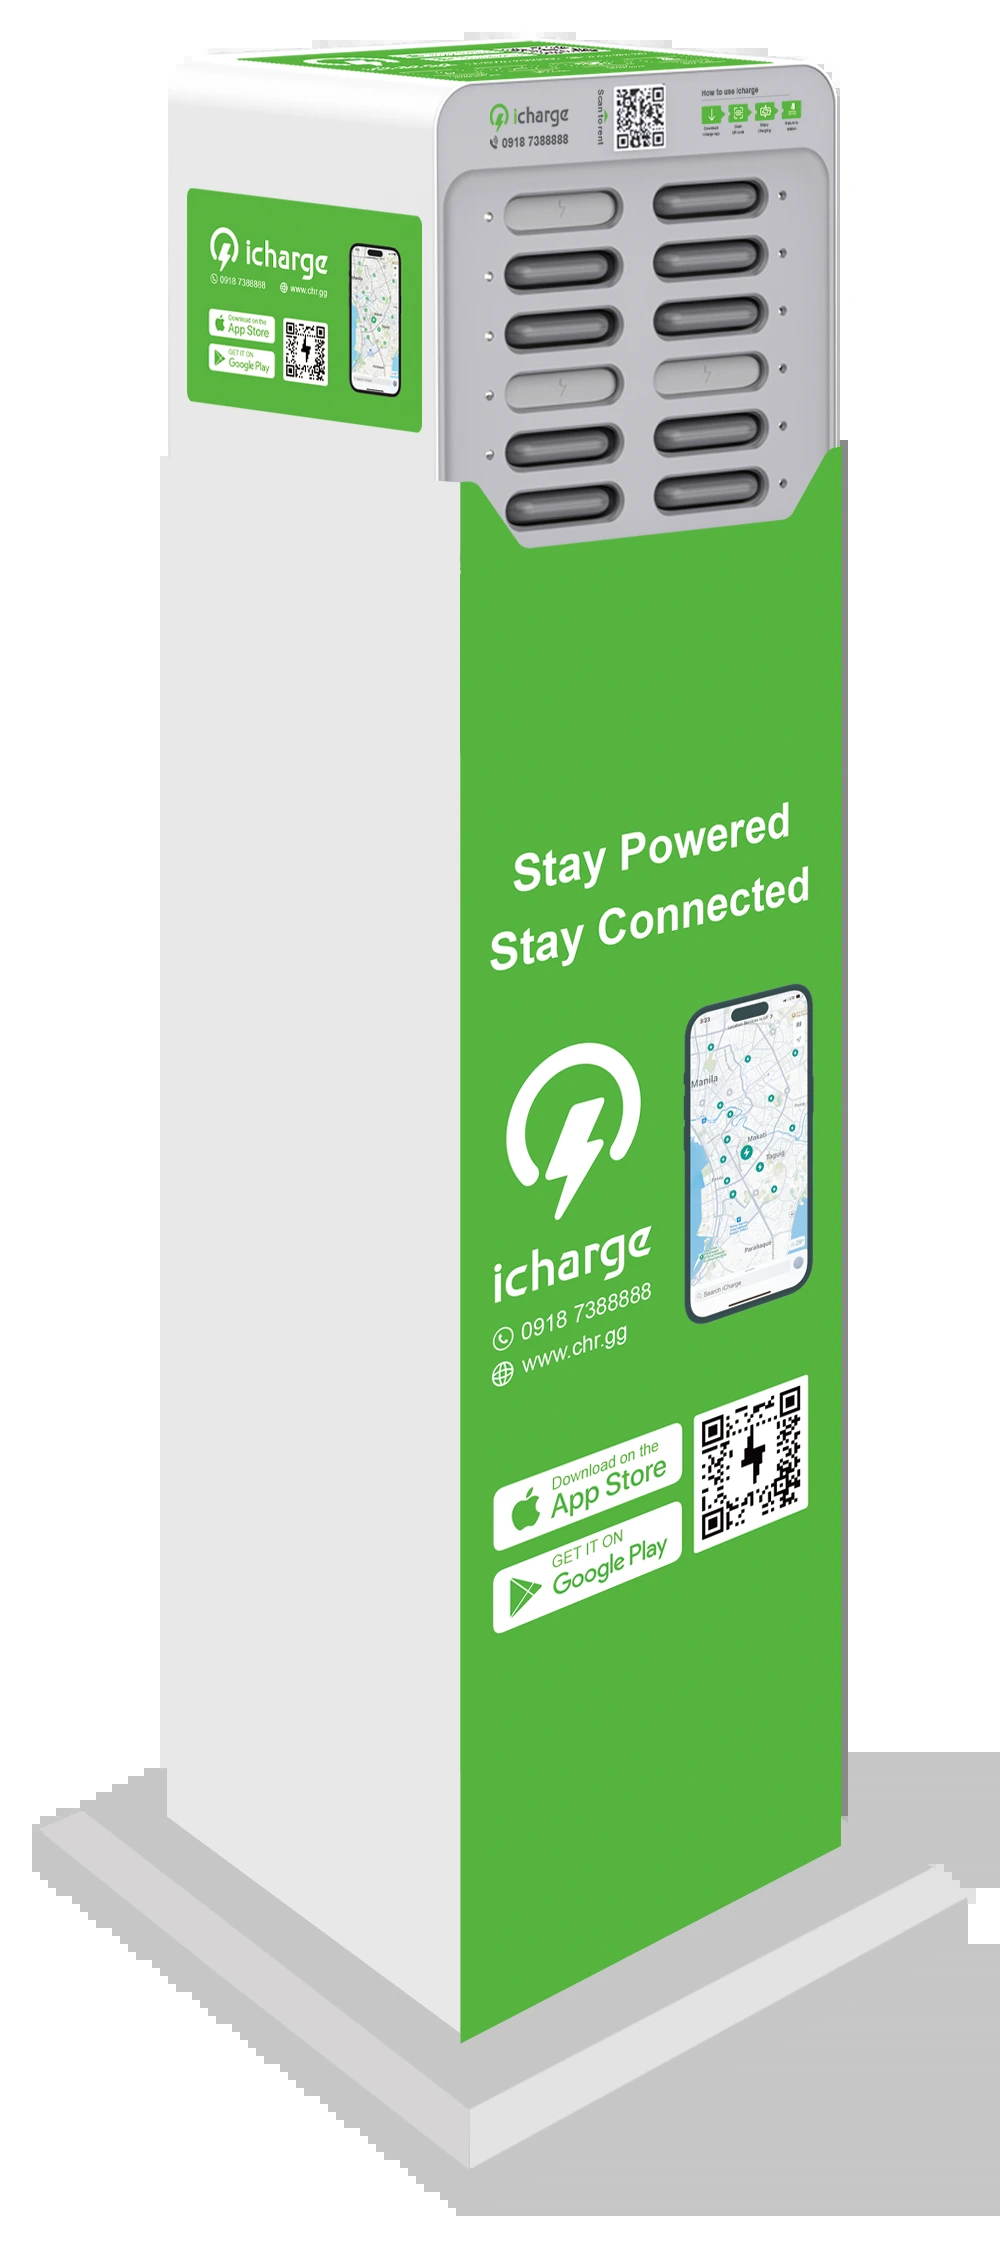 icharge
0918 7388888
Scan to rent
How to use icharge
icharge
0918 7388888
www.chr.gg
Download on the
App Store
GET IT ON
Google Play
Stay Powered
Stay Connected
3:23
Manila
Makati
Taguig
Parañaque
Search iCharge
icharge
0918 7388888
www.chr.gg
Download on the
App Store
GET IT ON
Google Play